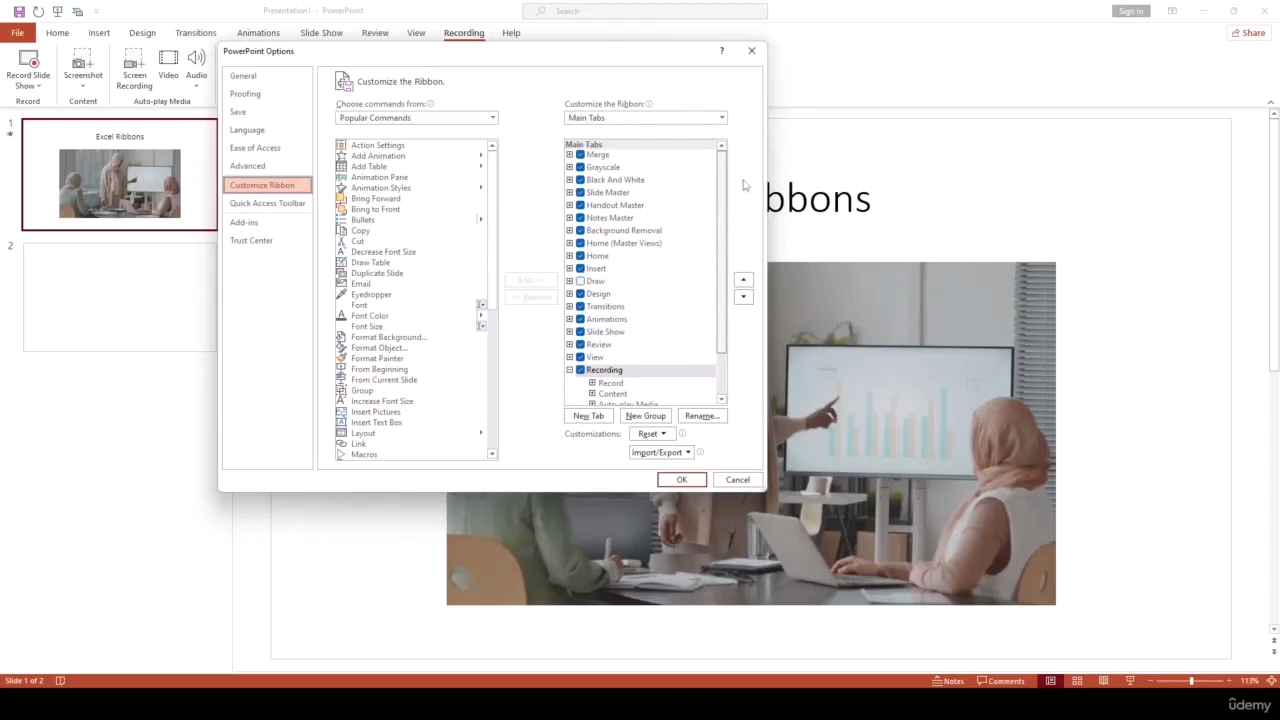 Presentation1 - PowerPoint
Search
Sign in
File
Home
Insert
Design
Transitions
Animations
Slide Show
Review
View
Recording
Help
Share
Record Slide
Show
Screenshot
Screen
Recording
Video
Audio
Record
Content
Auto-play Media
PowerPoint Options
?
General
Proofing
Save
Language
Ease of Access
Advanced
Customize Ribbon
Quick Access Toolbar
Add-ins
Trust Center
Customize the Ribbon.
Choose commands from:
Popular Commands
Action Settings
Add Animation
Add Table
Animation Pane
Animation Styles
Bring Forward
Bring to Front
Bullets
Copy
Cut
Decrease Font Size
Draw Table
Duplicate Slide
Email
Eyedropper
Font
Font Color
Font Size
Format Background...
Format Object...
Format Painter
From Beginning
From Current Slide
Group
Increase Font Size
Insert Pictures
Insert Text Box
Layout
Link
Macros
Add >>
<< Remove
Customize the Ribbon:
Main Tabs
Main Tabs
Merge
Grayscale
Black And White
Slide Master
Handout Master
Notes Master
Background Removal
Home (Master Views)
Home
Insert
Draw
Design
Transitions
Animations
Slide Show
Review
View
Recording
Record
Content
Auto-play Media
New Tab
New Group
Rename...
Customizations:
Reset
Import/Export
OK
Cancel
1
Excel Ribbons
2
bbons
Slide 1 of 2
Notes
Comments
113%
udemy